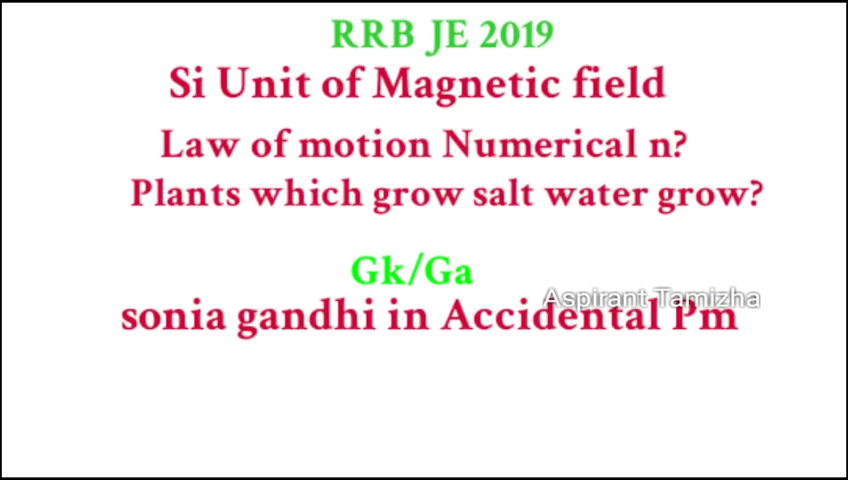 RRB JE 2019
Si Unit of Magnetic field
Law of motion Numerical n?
Plants which grow salt water grow?
Gk/Ga
Aspirant Tamizha
sonia gandhi in Accidental Pm